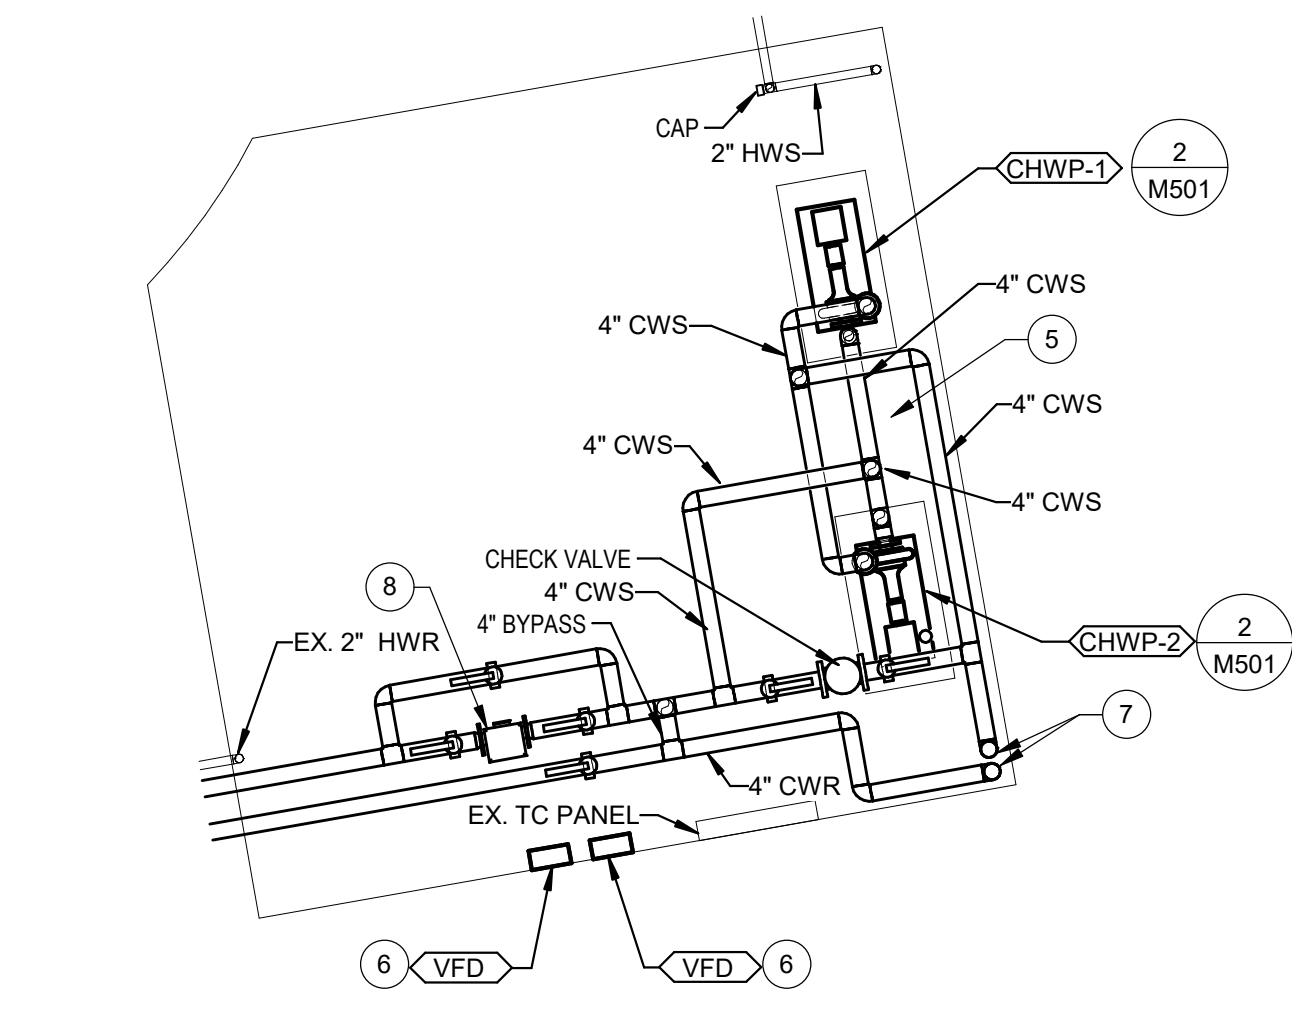 CAP
2" HWS
CHWP-1
2
M501
4" CWS
4" CWS
5
4" CWS
4" CWS
4" CWS
CHECK VALVE
8
4" CWS
4" BYPASS
EX. 2" HWR
CHWP-2
2
M501
7
4" CWR
EX. TC PANEL
6
VFD
VFD
6